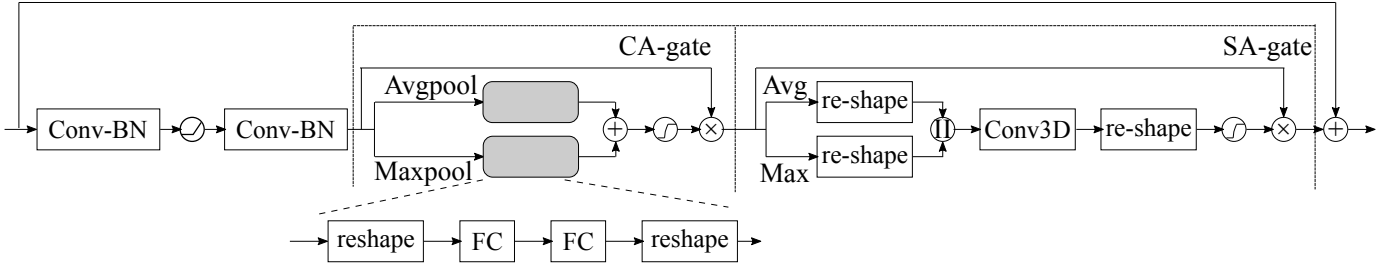 CA-gate
SA-gate
Avgpool
Avg
re-shape
Conv-BN
Conv-BN
Conv3D
re-shape
re-shape
Maxpool
Max
reshape
FC
FC
reshape